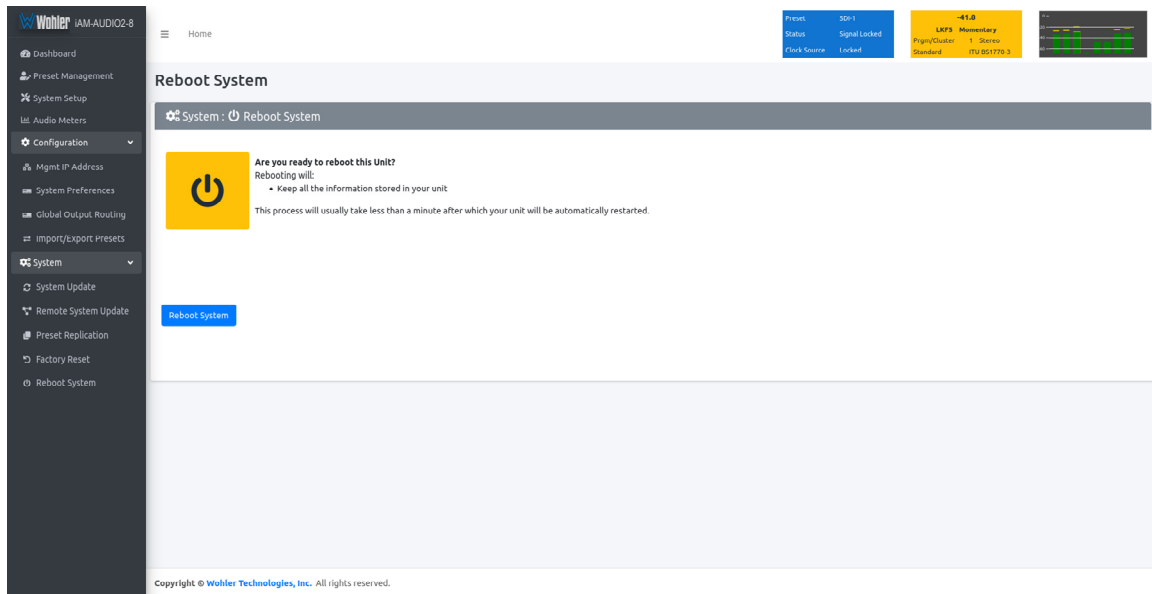 Wohler iAM-AUDIO2-8
Dashboard
Preset Management
System Setup
Audio Meters
Configuration
Mgmt IP Address
System Preferences
Global Output Routing
Import/Export Presets
System
System Update
Remote System Update
Preset Replication
Factory Reset
Reboot System
Home
Preset SDI-1
Status Signal Locked
Clock Source Locked
-41.0
LKFS Momentary
Prgm/Cluster 1 Stereo
Standard ITU BS1770-3
Reboot System
System : Reboot System
Are you ready to reboot this Unit?
Rebooting will:
Keep all the information stored in your unit
This process will usually take less than a minute after which your unit will be automatically restarted.
Reboot System
Copyright © Wohler Technologies, Inc. All rights reserved.